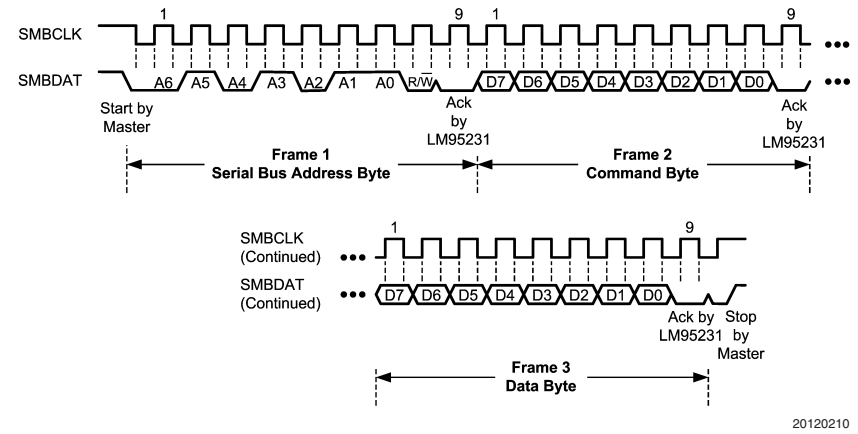 1 9 1 9
SMBCLK
SMBDAT A6 A5 A4 A3 A2 A1 A0 R/W D7 D6 D5 D4 D3 D2 D1 D0
Start by
Master
Ack
by
LM95231
Ack
by
LM95231
Frame 1
Serial Bus Address Byte
Frame 2
Command Byte
1 9
SMBCLK
(Continued)
SMBDAT
(Continued)
D7 D6 D5 D4 D3 D2 D1 D0
Ack by
LM95231
Stop
by
Master
Frame 3
Data Byte
20120210